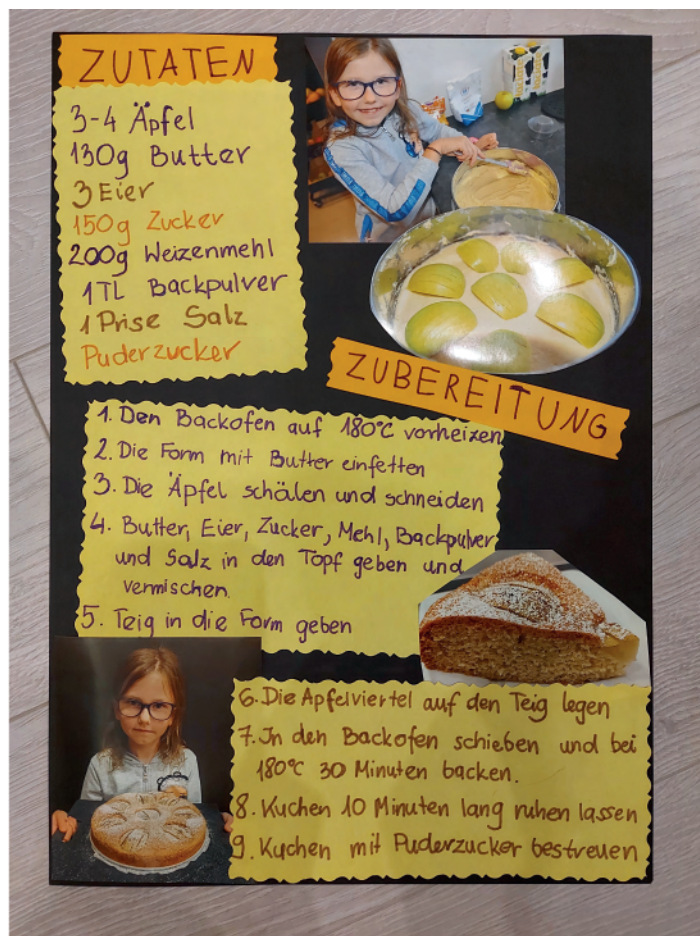 ZUTATEN
3-4 Äpfel
130g Butter
3 Eier
150g Zucker
200g Weizenmehl
1TL Backpulver
1 Prise Salz
Puderzucker
ZUBEREITUNG
1. Den Backofen auf 180°C vorheizen
2. Die Form mit Butter einfetten
3. Die Äpfel schälen und schneiden
4. Butter, Eier, Zucker, Mehl, Backpulver
und Salz in den Topf geben und
vermischen.
5. Teig in die Form geben
6. Die Apfelviertel auf den Teig legen
7. In den Backofen schieben und bei
180°C 30 Minuten backen.
8. Kuchen 10 Minuten lang ruhen lassen
9. Kuchen mit Puderzucker bestreuen